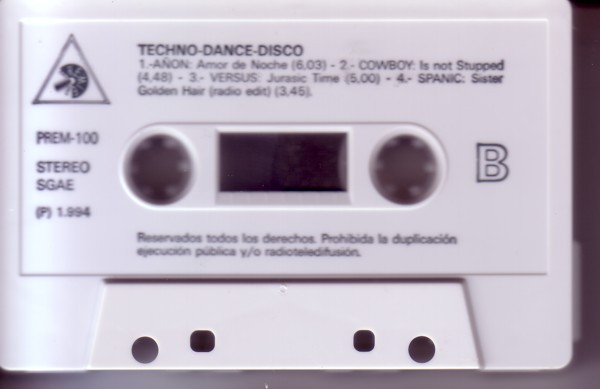 TECHNO-DANCE-DISCO
1.-AÑON: Amor de Noche (6,03) - 2.- COWBOY: Is not Stupped
(4,48) - 3.- VERSUS: Jurasic Time (5,00) - 4.- SPANIC: Sister
Golden Hair (radio edit) (3,45).
PREM-100
STEREO
SGAE
(P) 1.994
B
Reservados todos los derechos. Prohibida la duplicación
ejecución pública y/o radioteledifusión.